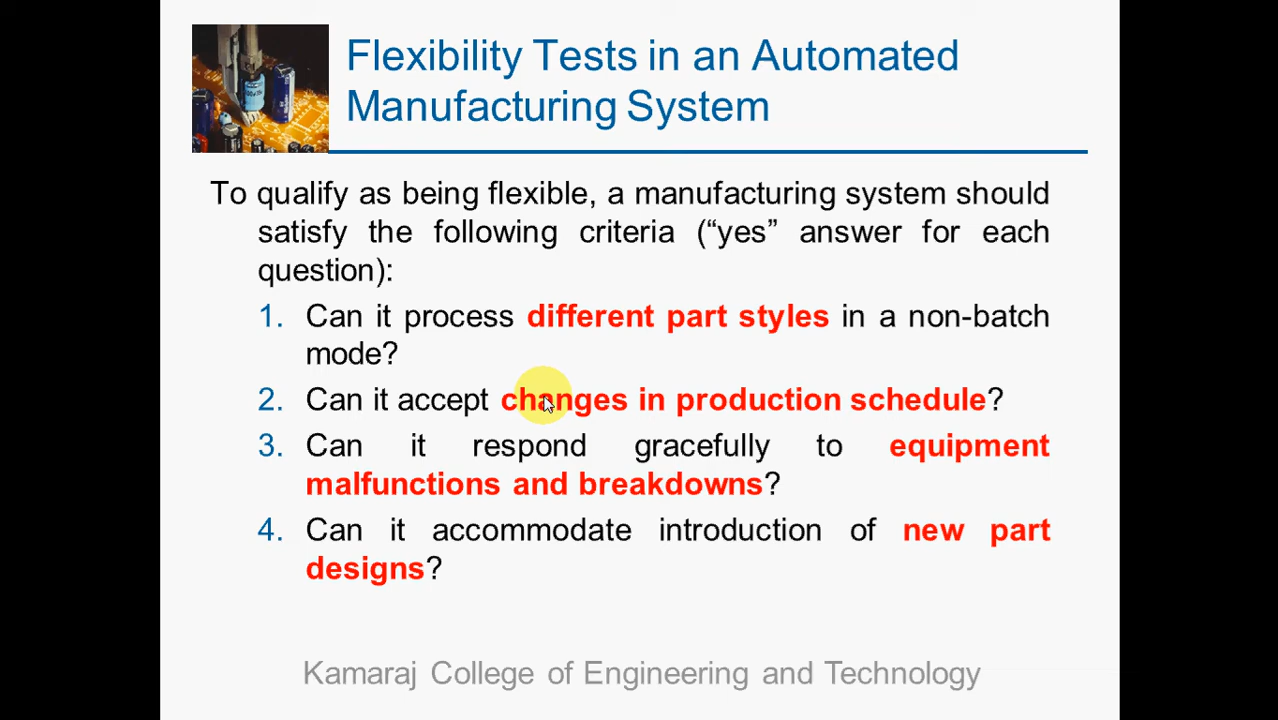 Flexibility Tests in an Automated
Manufacturing System
To qualify as being flexible, a manufacturing system should
satisfy the following criteria (“yes” answer for each
question):
1. Can it process different part styles in a non-batch
mode?
2. Can it accept changes in production schedule?
3. Can it respond gracefully to equipment
malfunctions and breakdowns?
4. Can it accommodate introduction of new part
designs?
Kamaraj College of Engineering and Technology